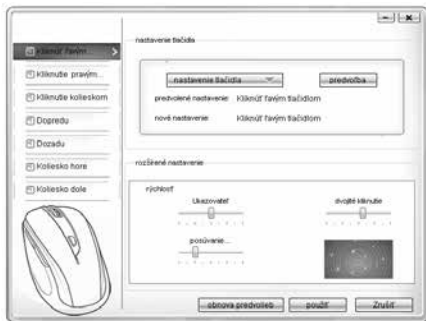 Kliknúť ľavým
Kliknutie pravým...
Kliknutie kolieskom
Dopredu
Dozadu
Koliesko hore
Koliesko dole
nastavenie tlačidla
nastavenie tlačidla
predvoľba
predvolené nastavenie Kliknúť ľavým tlačidlom
nové nastavenie Kliknúť ľavým tlačidlom
rozšírené nastavenie
rýchlosť
Ukazovateľ
dvojité kliknutie
posúvanie...
obnova predvolieb
použiť
Zrušiť